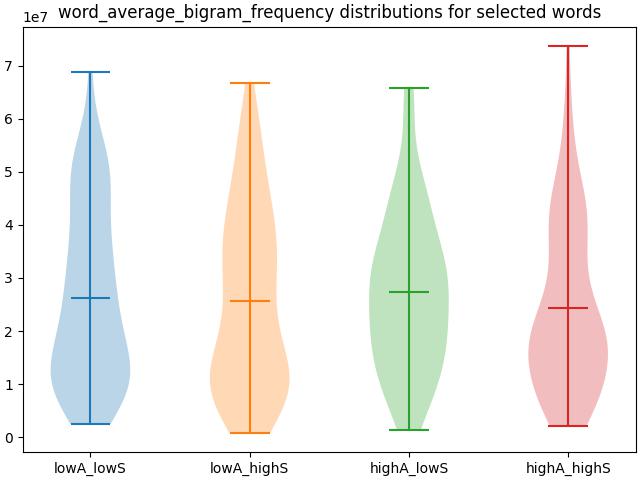 word_average_bigram_frequency distributions for selected words
1e7
7
6
5
4
3
2
1
0
lowA_lowS lowA_highS highA_lowS highA_highS